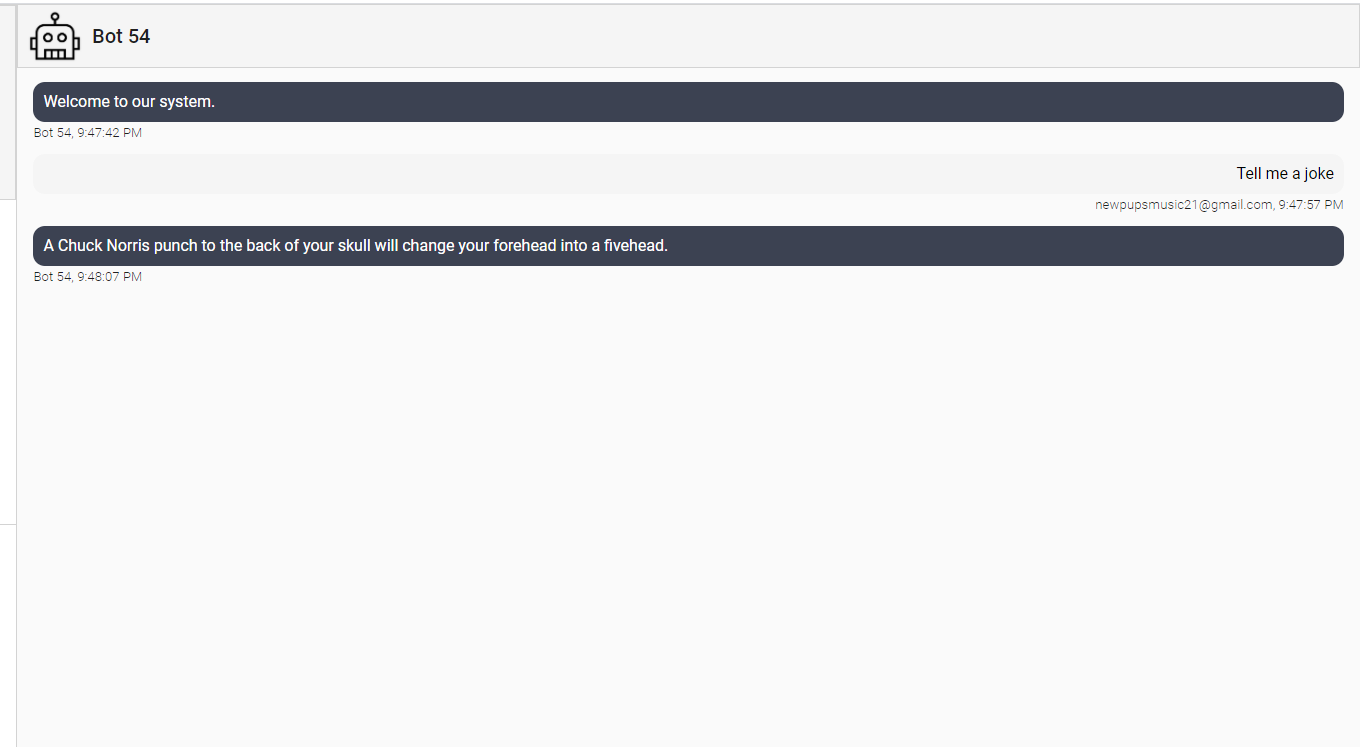 Bot 54
Welcome to our system.
Bot 54, 9:47:42 PM
Tell me a joke
newpupsmusic21@gmail.com, 9:47:57 PM
A Chuck Norris punch to the back of your skull will change your forehead into a fivehead.
Bot 54, 9:48:07 PM